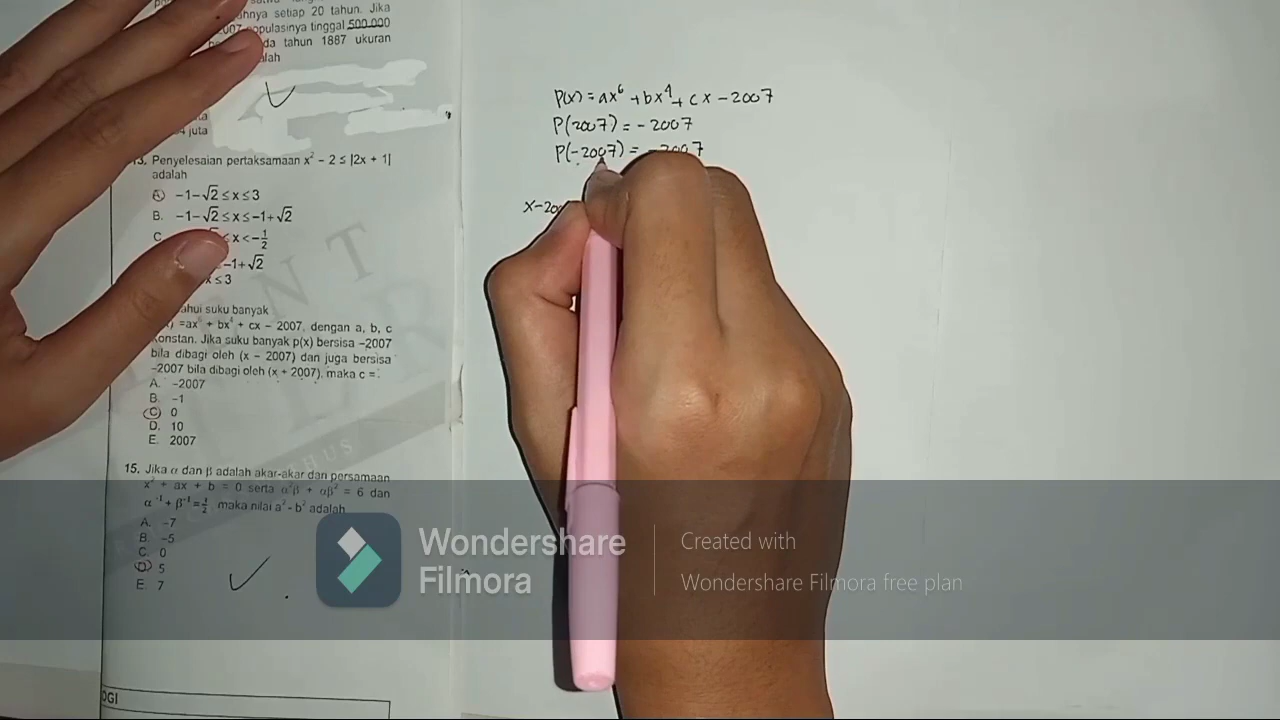 ahnya setiap 20 tahun. Jika
2007 populasinya tinggal 500.000
da tahun 1887 ukuran
alah
juta
13. Penyelesaian pertaksamaan x² − 2 ≤ |2x + 1|
adalah
A. −1−√2 ≤ x ≤ 3
B. −1−√2 ≤ x ≤ −1+√2
C. ≤ x < −½
−1+√2
x ≤ 3
ahui suku banyak
=ax⁶ + bx⁴ + cx − 2007, dengan a, b, c
konstan. Jika suku banyak p(x) bersisa −2007
bila dibagi oleh (x − 2007) dan juga bersisa
−2007 bila dibagi oleh (x + 2007), maka c =
A. −2007
B. −1
C. 0
D. 10
E. 2007
15. Jika α dan β adalah akar-akar dari persamaan
x² + ax + b = 0 serta α²β + αβ² = 6 dan
α⁻¹ + β⁻¹ = ½ maka nilai a² - b² adalah
A. −7
B. −5
C. 0
D. 5
E. 7
OGI
P(x) = ax⁶ + bx⁴ + cx − 2007
P(2007) = − 2007
P(−2007) = − 2007
Wondershare
Filmora
Created with
Wondershare Filmora free plan